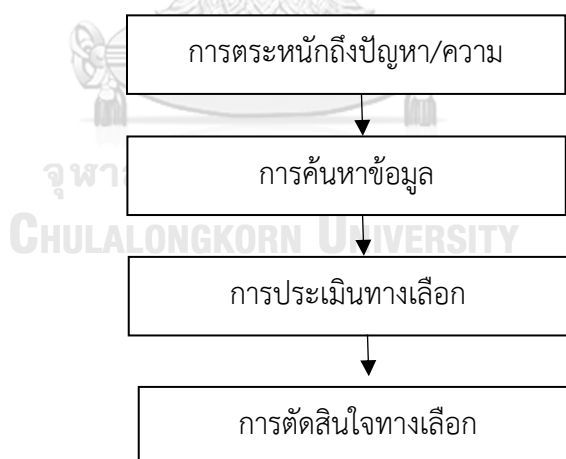 การตระหนักถึงปัญหา/ความ
การค้นหาข้อมูล
CHULALONGKORN UNIVERSITY
การประเมินทางเลือก
การตัดสินใจทางเลือก